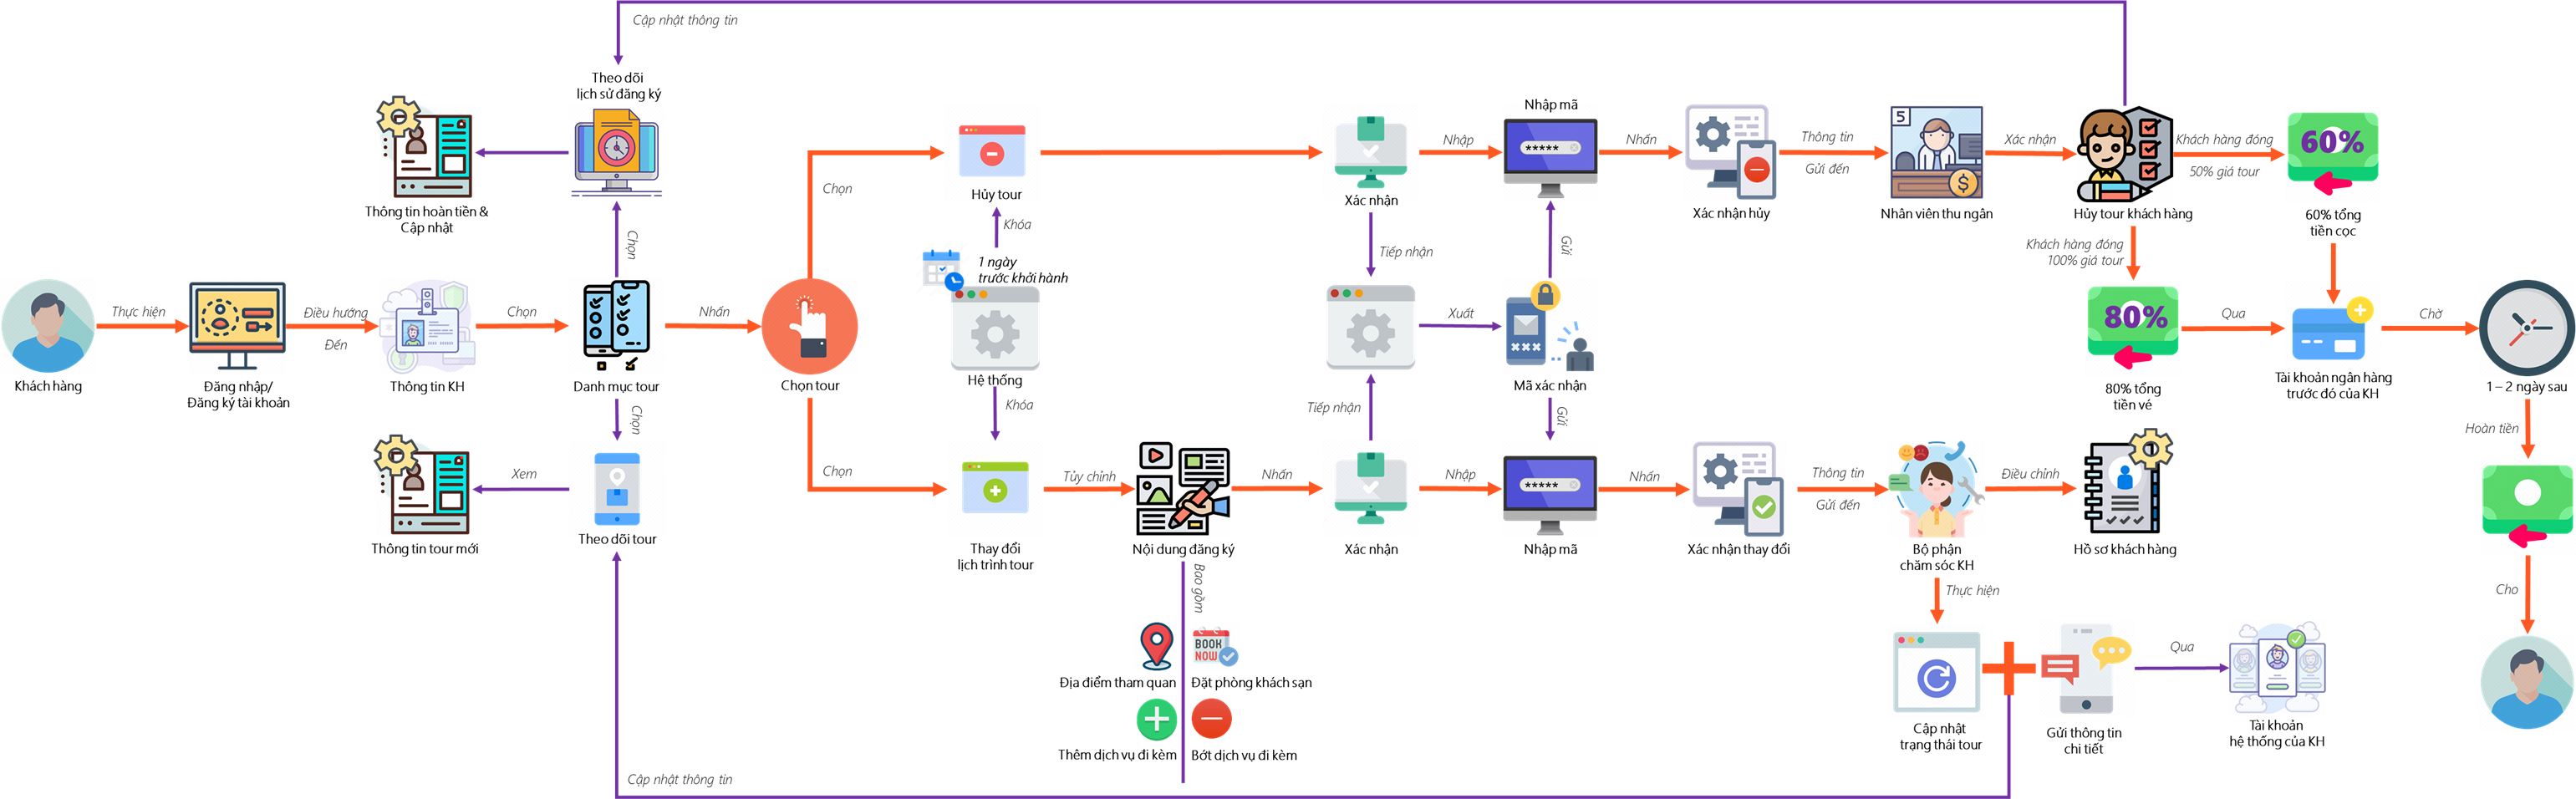 Cập nhật thông tin
Theo dõi
lịch sử đăng ký
Thông tin hoàn tiền &
Cập nhật
Chọn
Chọn
Hủy tour
Khóa
1 ngày
trước khởi hành
Xác nhận
Tiếp nhận
Nhập
Nhập mã
*****
Gửi
Nhấn
Xác nhận hủy
Thông tin
Gửi đến
5
$
Nhân viên thu ngân
Xác nhận
Hủy tour khách hàng
Khách hàng đóng
50% giá tour
60%
60% tổng
tiền cọc
Khách hàng đóng
100% giá tour
Khách hàng
Thực hiện
Đăng nhập/
Đăng ký tài khoản
Điều hướng
Đến
Thông tin KH
Chọn
Danh mục tour
Nhấn
Chọn tour
Hệ thống
Xuất
Mã xác nhận
80%
80% tổng
tiền vé
Qua
Tài khoản ngân hàng
trước đó của KH
Chờ
1 – 2 ngày sau
Chọn
Khóa
Tiếp nhận
Gửi
Hoàn tiền
Thông tin tour mới
Xem
Theo dõi tour
Chọn
Thay đổi
lịch trình tour
Tùy chỉnh
Nội dung đăng ký
Nhấn
Xác nhận
Nhập
*****
Nhập mã
Nhấn
Xác nhận thay đổi
Thông tin
Gửi đến
Bộ phận
chăm sóc KH
Điều chỉnh
Hồ sơ khách hàng
Bao gồm
Thực hiện
Cho
BOOK
NOW
Địa điểm tham quan
Đặt phòng khách sạn
Thêm dịch vụ đi kèm
Bớt dịch vụ đi kèm
Cập nhật
trạng thái tour
Gửi thông tin
chi tiết
Qua
Tài khoản
hệ thống của KH
Cập nhật thông tin